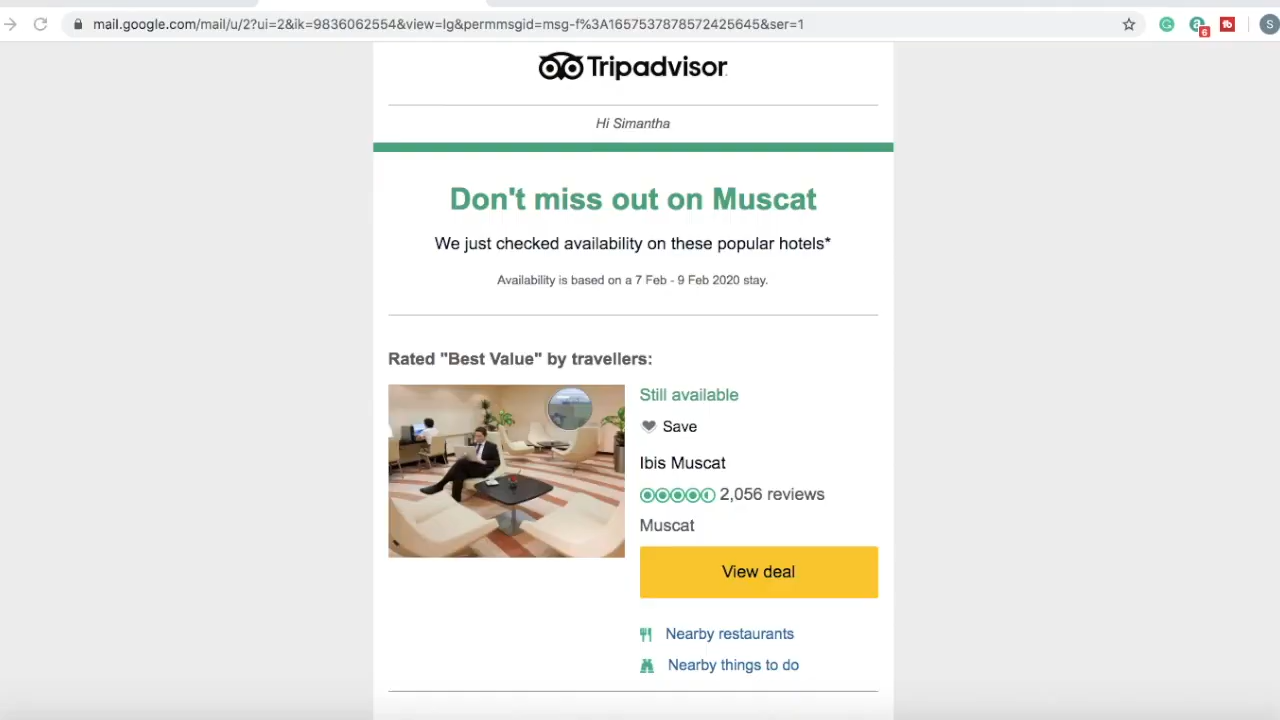 mail.google.com/mail/u/2?ui=2&ik=9836062554&view=lg&permmsgid=msg-f%3A1657537878572425645&ser=1
6
S
Tripadvisor
Hi Simantha
Don't miss out on Muscat
We just checked availability on these popular hotels*
Availability is based on a 7 Feb - 9 Feb 2020 stay.
Rated "Best Value" by travellers:
Still available
Save
Ibis Muscat
2,056 reviews
Muscat
View deal
Nearby restaurants
Nearby things to do